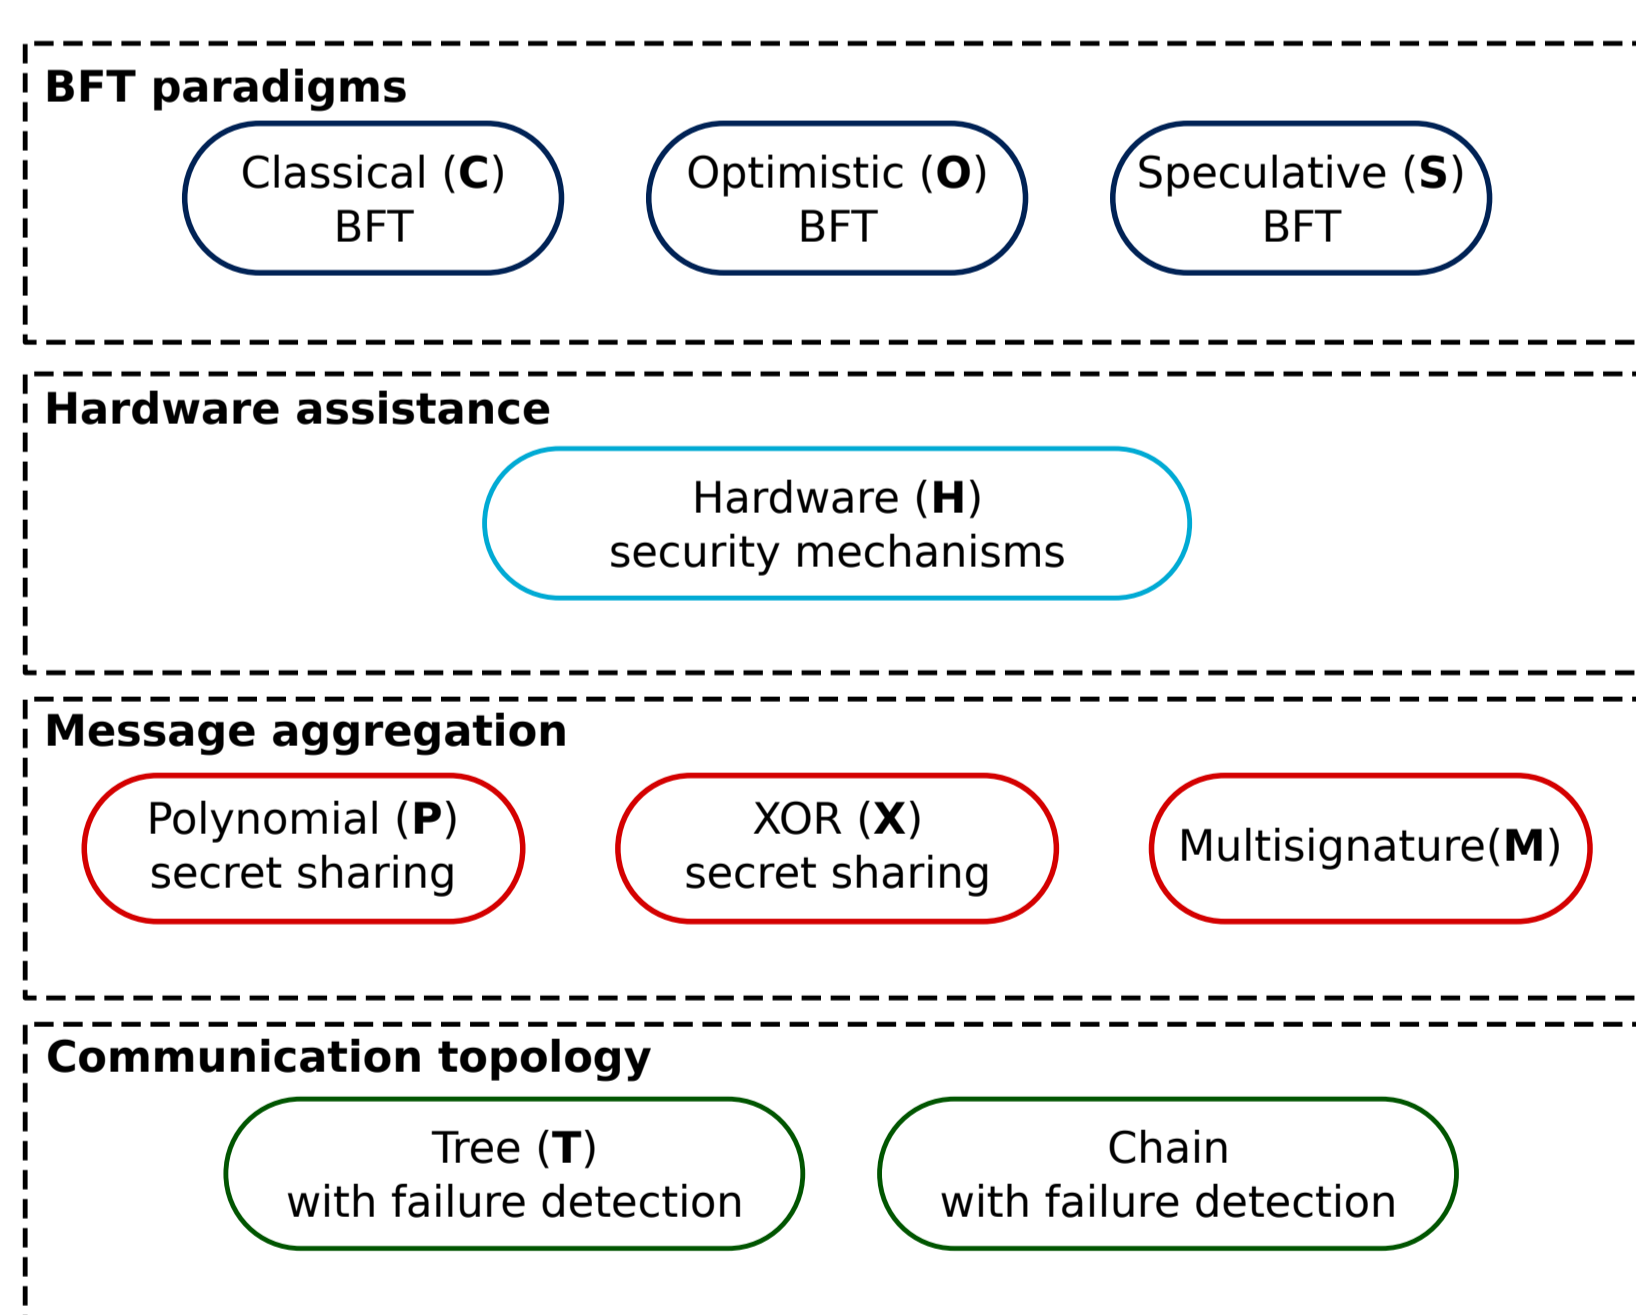 BFT paradigms
Classical (C)
BFT
Optimistic (O)
BFT
Speculative (S)
BFT
Hardware assistance
Hardware (H)
security mechanisms
Message aggregation
Polynomial (P)
secret sharing
XOR (X)
secret sharing
Multisignature(M)
Communication topology
Tree (T)
with failure detection
Chain
with failure detection